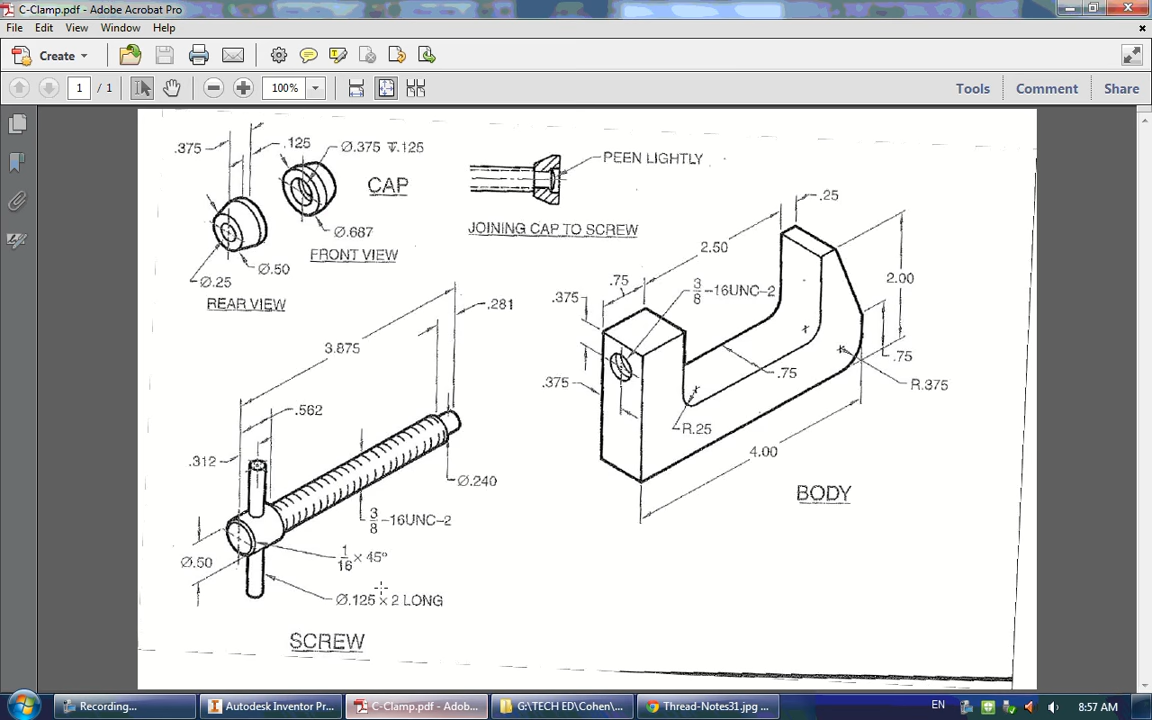 C-Clamp.pdf - Adobe Acrobat Pro
File Edit View Window Help
Create
1 / 1 100% Tools Comment Share
.375
.125
Ø.375 ↧.125
CAP
Ø.687
FRONT VIEW
Ø.50
Ø.25
REAR VIEW
PEEN LIGHTLY
JOINING CAP TO SCREW
.281
3.875
.562
.312
Ø.240
3/8-16UNC-2
1/16 × 45°
Ø.50
Ø.125 × 2 LONG
SCREW
.25
2.50
2.00
.75
3/8-16UNC-2
.375
.75
.75
.375
R.375
R.25
4.00
BODY
Recording... Autodesk Inventor Pr... C-Clamp.pdf - Adob... G:\TECH ED\Cohen\... Thread-Notes31.jpg ... EN 8:57 AM